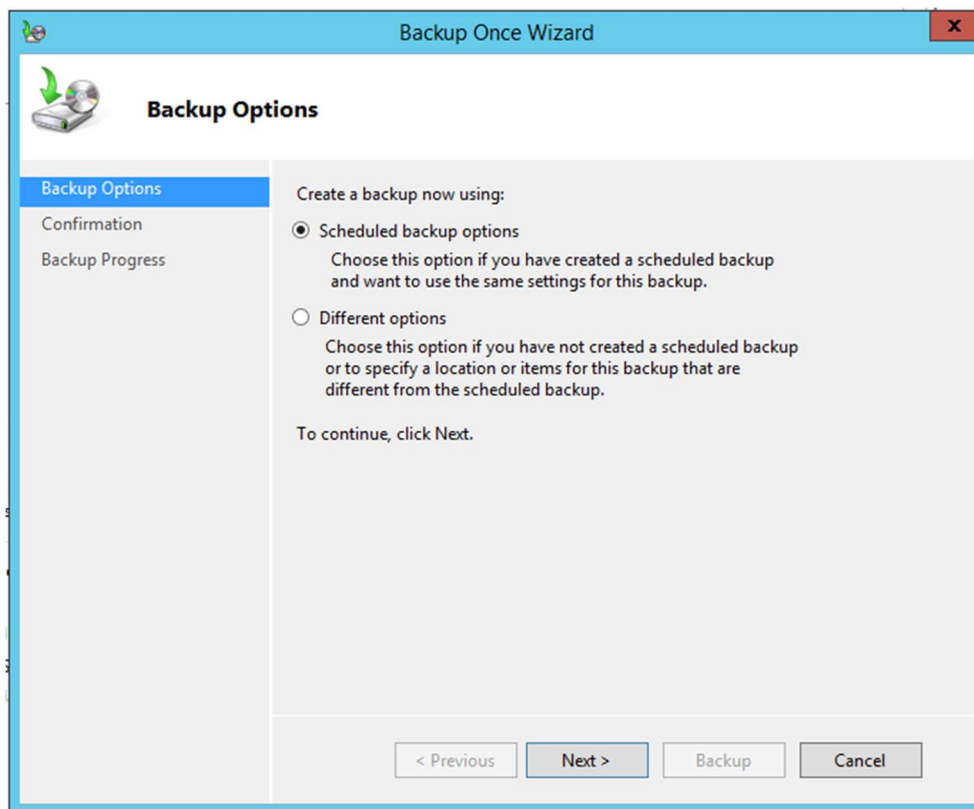 Backup Once Wizard
x
Backup Options
Backup Options
Confirmation
Backup Progress
Create a backup now using:
Scheduled backup options
Choose this option if you have created a scheduled backup
and want to use the same settings for this backup.
Different options
Choose this option if you have not created a scheduled backup
or to specify a location or items for this backup that are
different from the scheduled backup.
To continue, click Next.
< Previous
Next >
Backup
Cancel